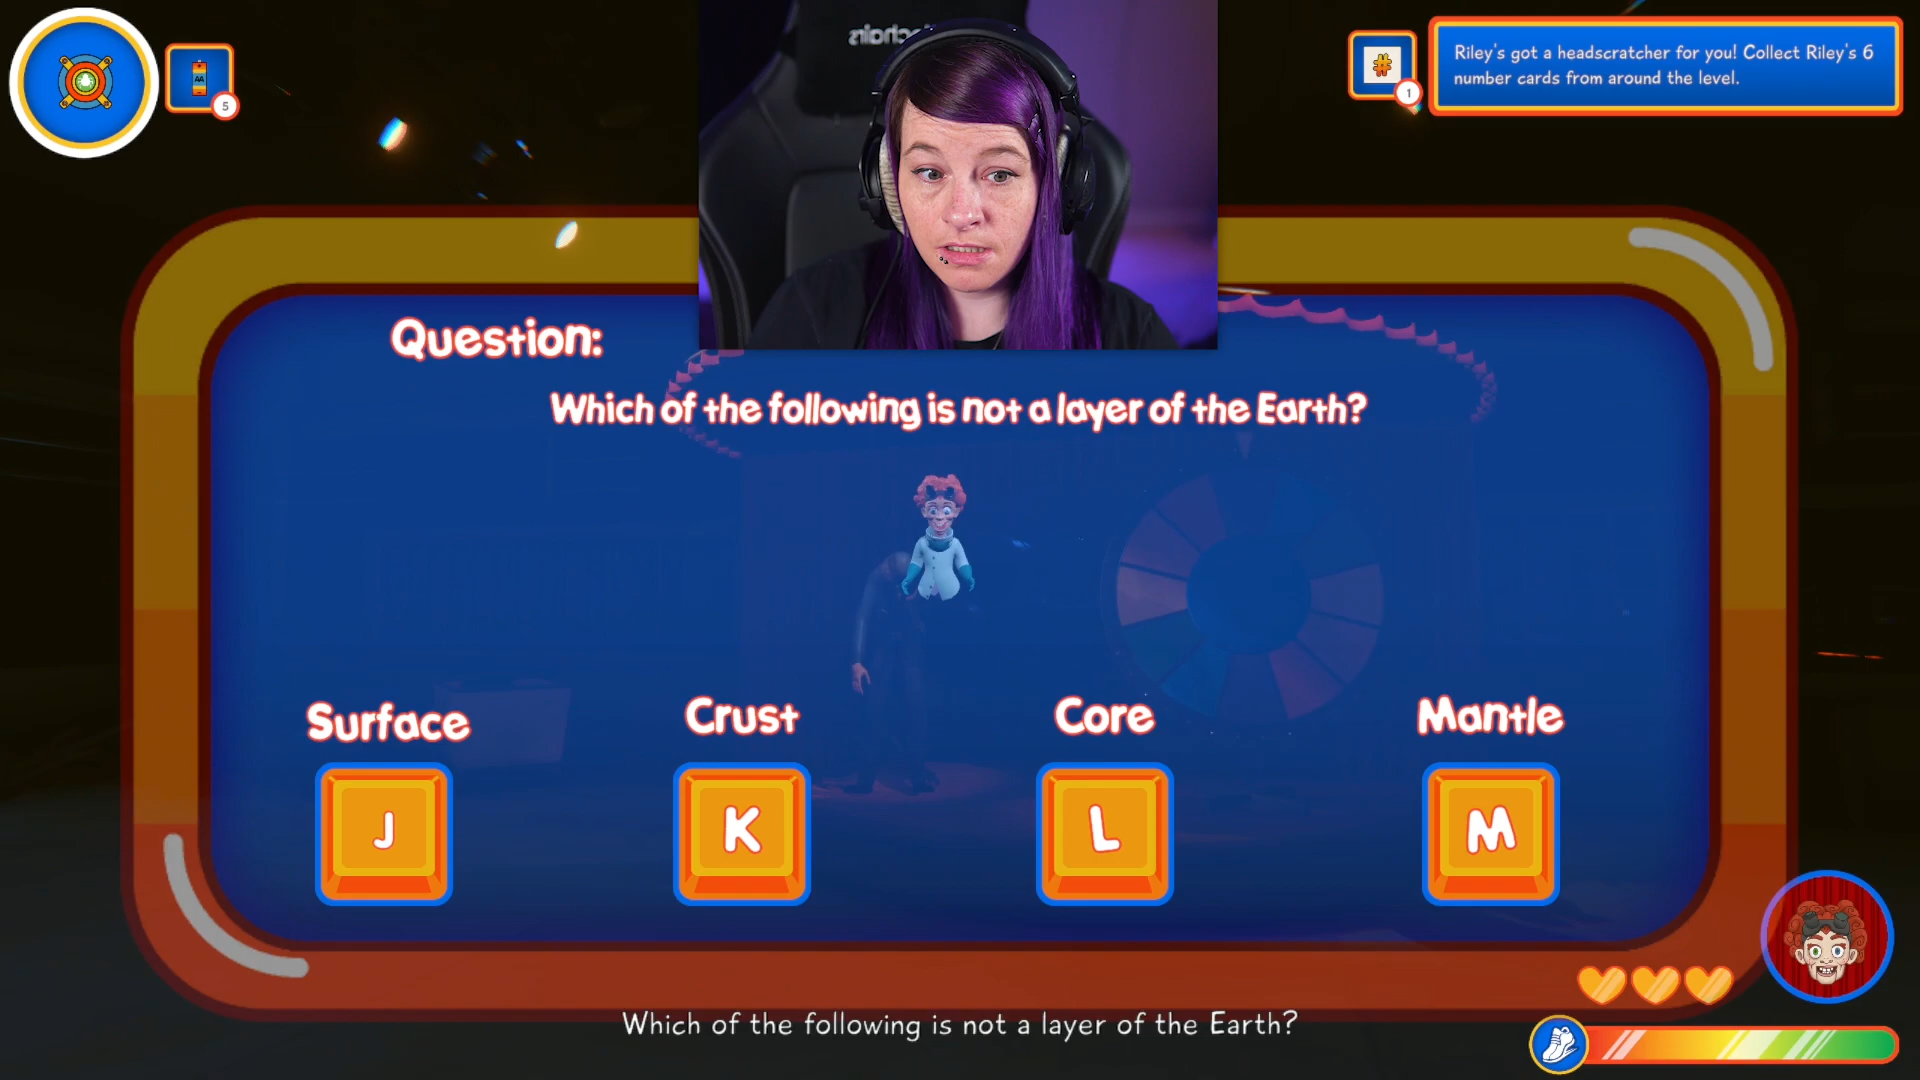 AA
5
#
1
Riley's got a headscratcher for you! Collect Riley's 6
number cards from around the level.
Question:
Which of the following is not a layer of the Earth?
Surface
Crust
Core
Mantle
J
K
L
M
Which of the following is not a layer of the Earth?